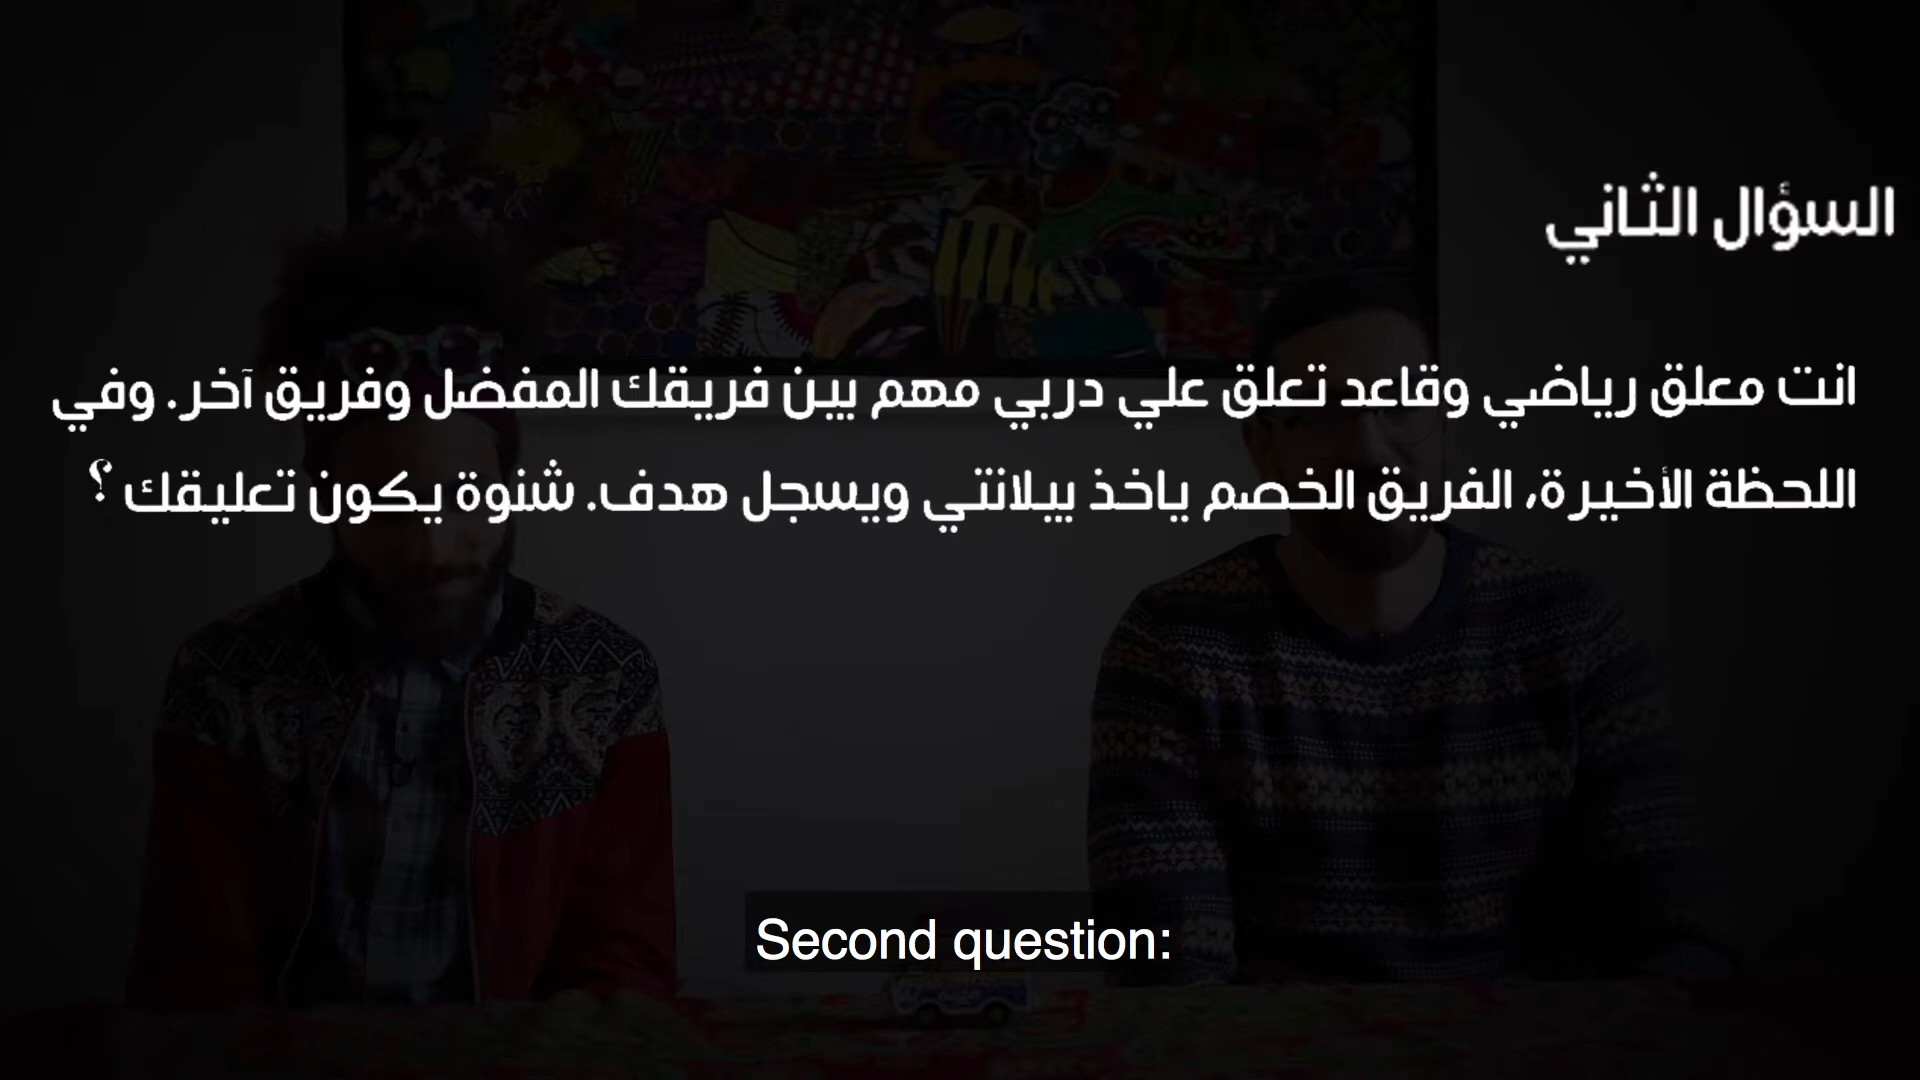 السؤال الثاني
انت معلق رياضي وقاعد تعلق علي دربي مهم بين فريقك المفضل وفريق آخر. وفي
اللحظة الأخيرة، الفريق الخصم ياخذ بيلانتي ويسجل هدف. شنوة يكون تعليقك ؟
Second question: